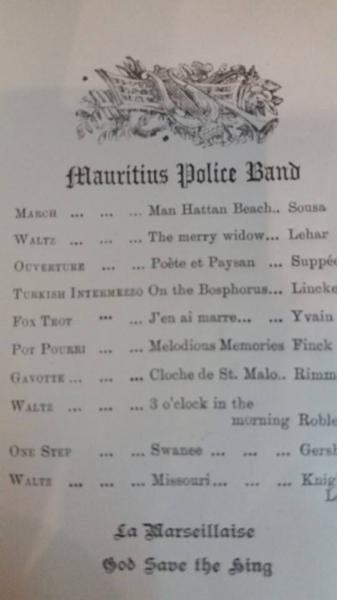 Mauritius Police Band
MARCH ... ... ... Man Hattan Beach.. Sousa
WALTZ ... ... ... The merry widow... Lehar
OUVERTURE ... ... Poète et Paysan ... Suppée
TURKISH INTERMEZZO On the Bosphorus... Lincke
FOX TROT ... ... J'en ai marre... ... Yvain
POT POURRI ... ... Melodious Memories Finck
GAVOTTE ... ... ... Cloche de St. Malo.. Rimm
WALTZ ... ... ... 3 o'clock in the
morning Roble
ONE STEP ... ... Swanee ... ... ... Gersh
WALTZ ... ... ... Missouri... ... ... Knig
L
La Marseillaise
God Save the King